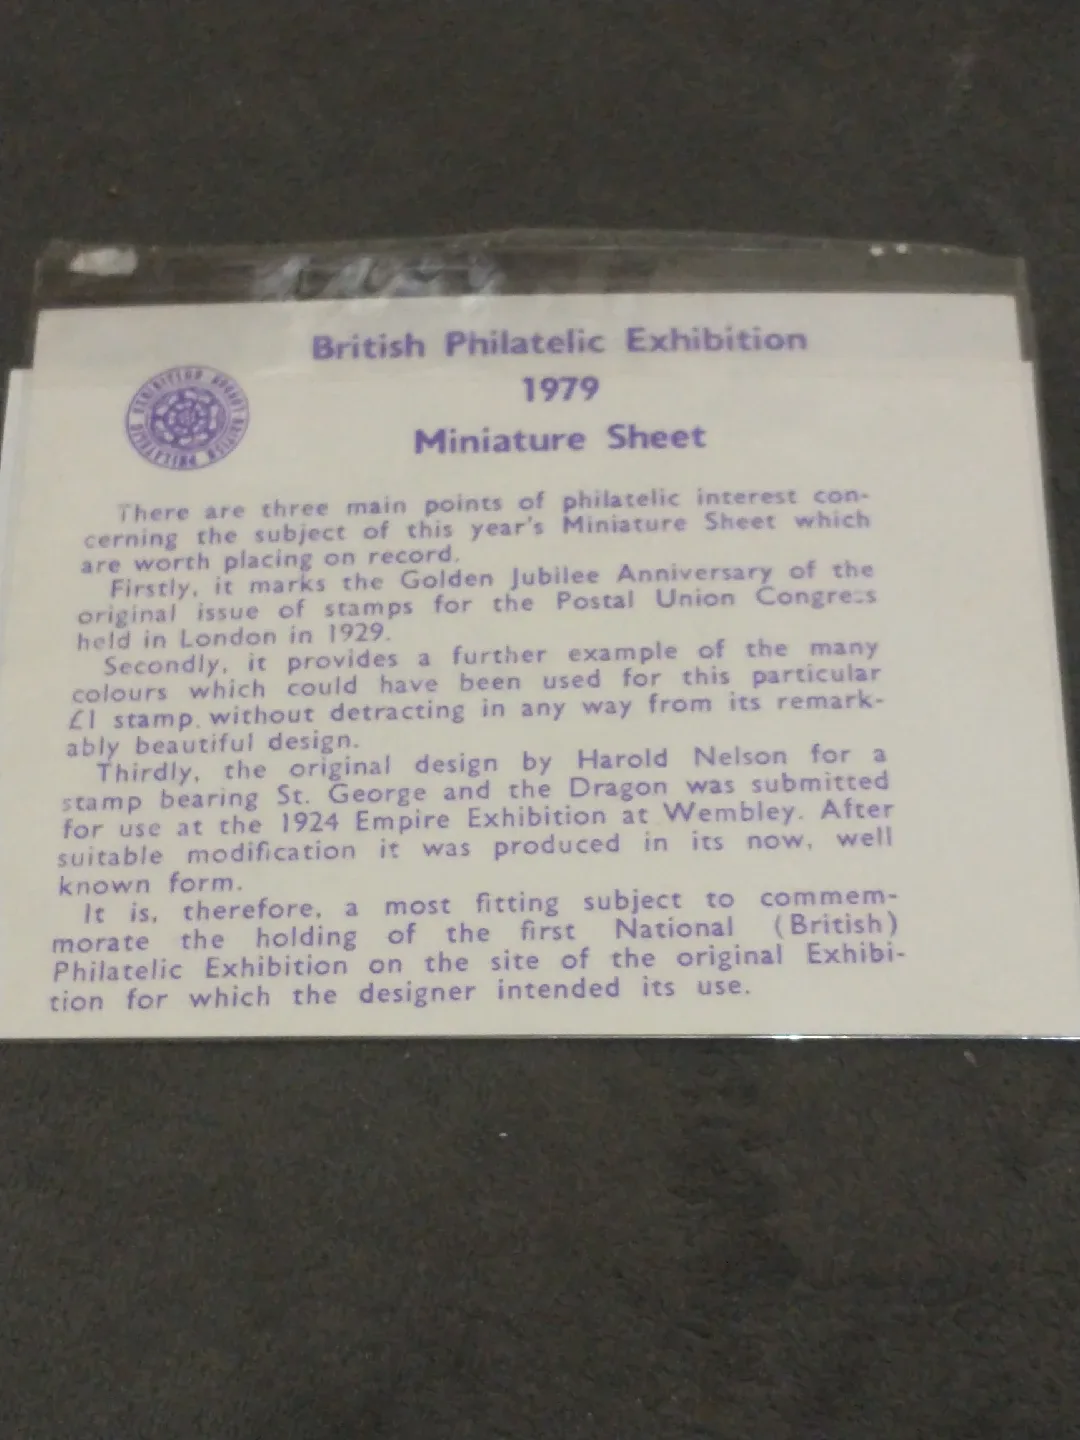 British Philatelic Exhibition
1979
Miniature Sheet
There are three main points of philatelic interest con-
cerning the subject of this year's Miniature Sheet which
are worth placing on record.
Firstly, it marks the Golden Jubilee Anniversary of the
original issue of stamps for the Postal Union Congress
held in London in 1929.
Secondly, it provides a further example of the many
colours which could have been used for this particular
£1 stamp without detracting in any way from its remark-
ably beautiful design.
Thirdly, the original design by Harold Nelson for a
stamp bearing St. George and the Dragon was submitted
for use at the 1924 Empire Exhibition at Wembley. After
suitable modification it was produced in its now, well
known form.
It is, therefore, a most fitting subject to commem-
morate the holding of the first National (British)
Philatelic Exhibition on the site of the original Exhibi-
tion for which the designer intended its use.